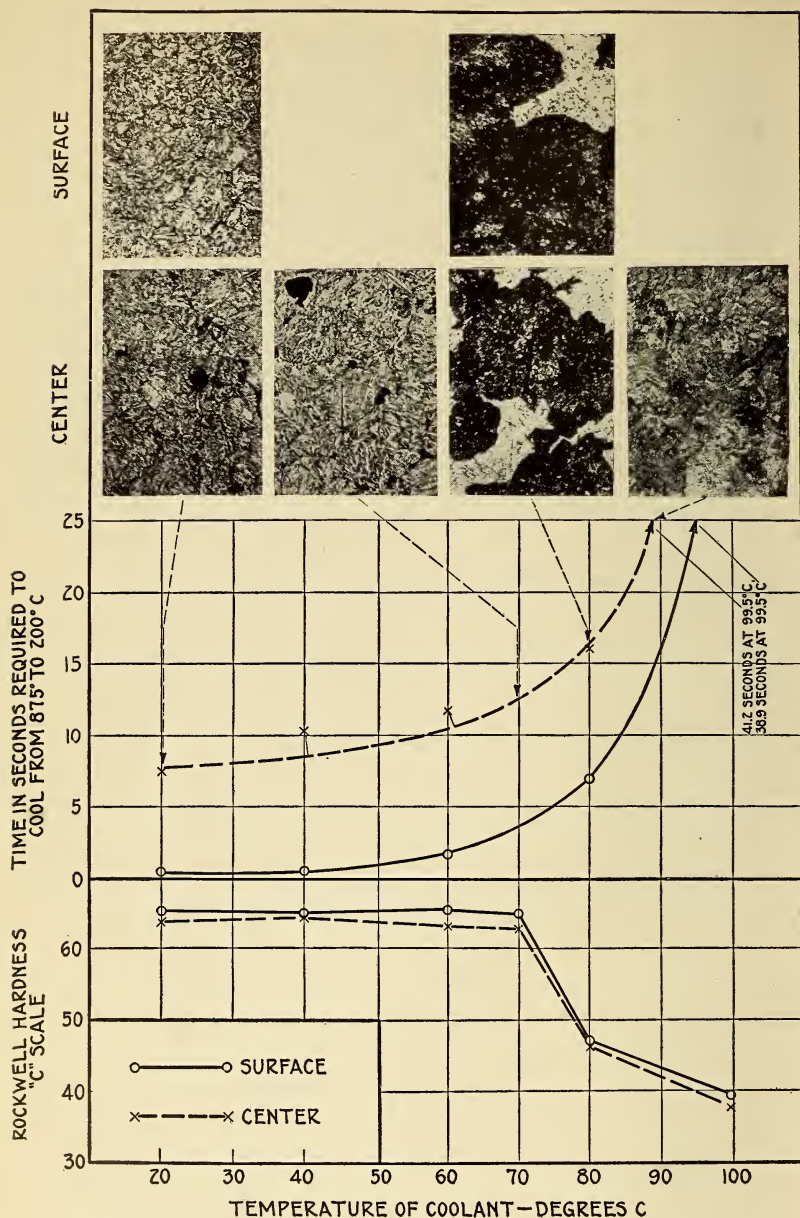 SURFACE
CENTER
TIME IN SECONDS REQUIRED TO
COOL FROM 875° TO 200° C
25
20
15
10
5
0
41.2 SECONDS AT 99.5°C,
38.9 SECONDS AT 99.5°C
ROCKWELL HARDNESS
"C" SCALE
60
50
40
30
SURFACE
CENTER
20 30 40 50 60 70 80 90 100
TEMPERATURE OF COOLANT—DEGREES C